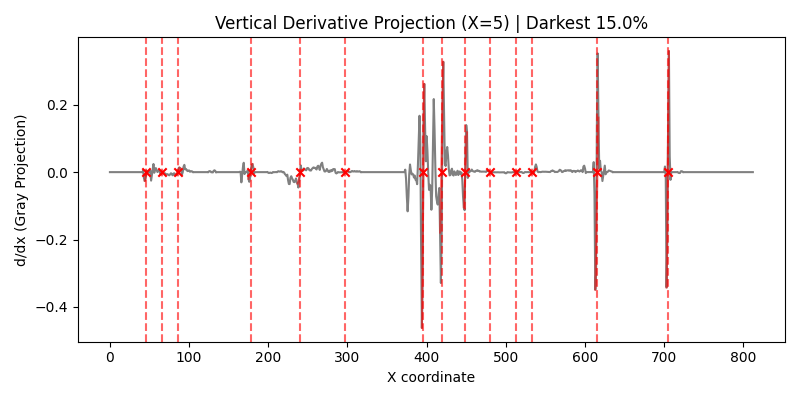 Vertical Derivative Projection (X=5) | Darkest 15.0%
d/dx (Gray Projection)
0.2
0.0
−0.2
−0.4
0 100 200 300 400 500 600 700 800
X coordinate